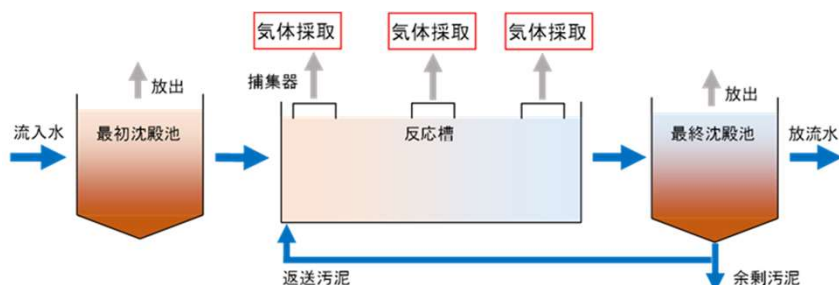 気体採取
気体採取
気体採取
放出
捕集器
放出
流入水
最初沈殿池
反応槽
最終沈殿池
放流水
返送汚泥
余剰汚泥